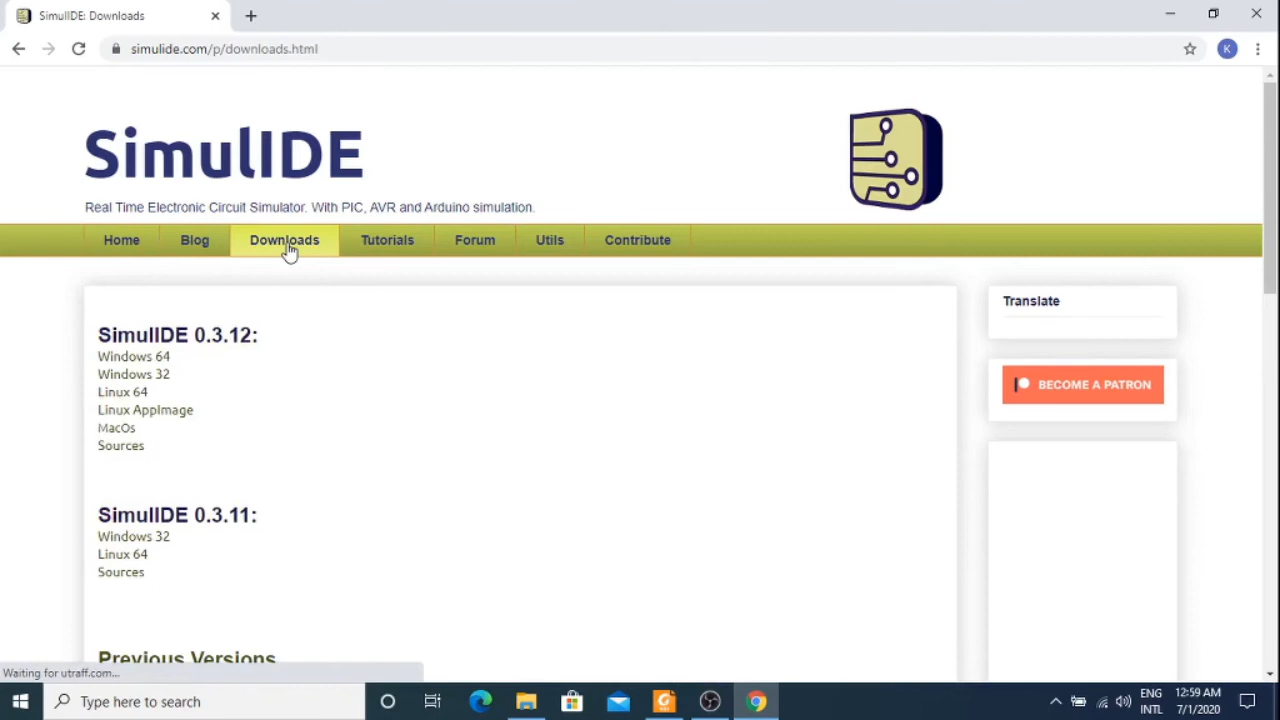 SimulIDE: Downloads
simulide.com/p/downloads.html
K
SimulIDE
Real Time Electronic Circuit Simulator. With PIC, AVR and Arduino simulation.
Home Blog Downloads Tutorials Forum Utils Contribute
SimulIDE 0.3.12:
Windows 64
Windows 32
Linux 64
Linux AppImage
MacOs
Sources
SimulIDE 0.3.11:
Windows 32
Linux 64
Sources
Previous Versions
Translate
BECOME A PATRON
Waiting for utraff.com...
Type here to search
ENG
INTL
12:59 AM
7/1/2020